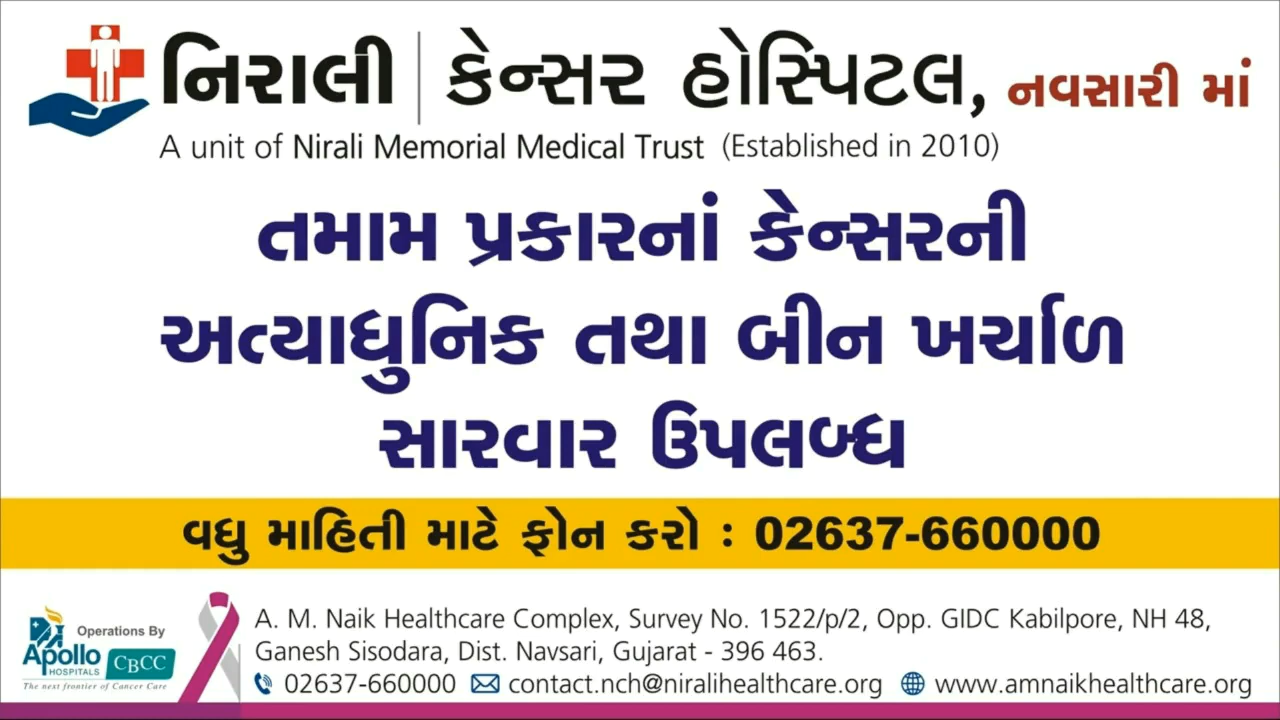 નિરાલી | કેન્સર હોસ્પિટલ, નવસારી માં
A unit of Nirali Memorial Medical Trust (Established in 2010)
તમામ પ્રકારનાં કેન્સરની
અત્યાધુનિક તથા બીન ખર્ચાળ
સારવાર ઉપલબ્ધ
વધુ માહિતી માટે ફોન કરો : 02637-660000
Operations By
Apollo
HOSPITALS
CBCC
The next frontier of Cancer Care
A. M. Naik Healthcare Complex, Survey No. 1522/p/2, Opp. GIDC Kabilpore, NH 48,
Ganesh Sisodara, Dist. Navsari, Gujarat - 396 463.
02637-660000 contact.nch@niralihealthcare.org www.amnaikhealthcare.org